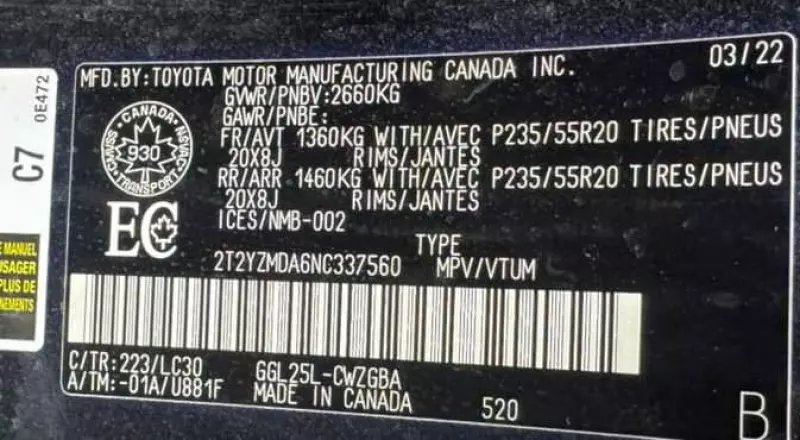 MFD.BY:TOYOTA MOTOR MANUFACTURING CANADA INC. 03/22
GVWR/PNBV:2660KG
GAWR/PNBE:
FR/AVT 1360KG WITH/AVEC P235/55R20 TIRES/PNEUS
20X8J RIMS/JANTES
RR/ARR 1460KG WITH/AVEC P235/55R20 TIRES/PNEUS
20X8J RIMS/JANTES
ICES/NMB-002
CANADA
930
TRANSPORT
EC
TYPE
2T2YZMDA6NC337560 MPV/VTUM
C/TR:223/LC30 GGL25L-CWZGBA
A/TM:-01A/U881F MADE IN CANADA 520
B
C7
0E472
MANUEL
USAGER
PLUS DE
NEMENTS